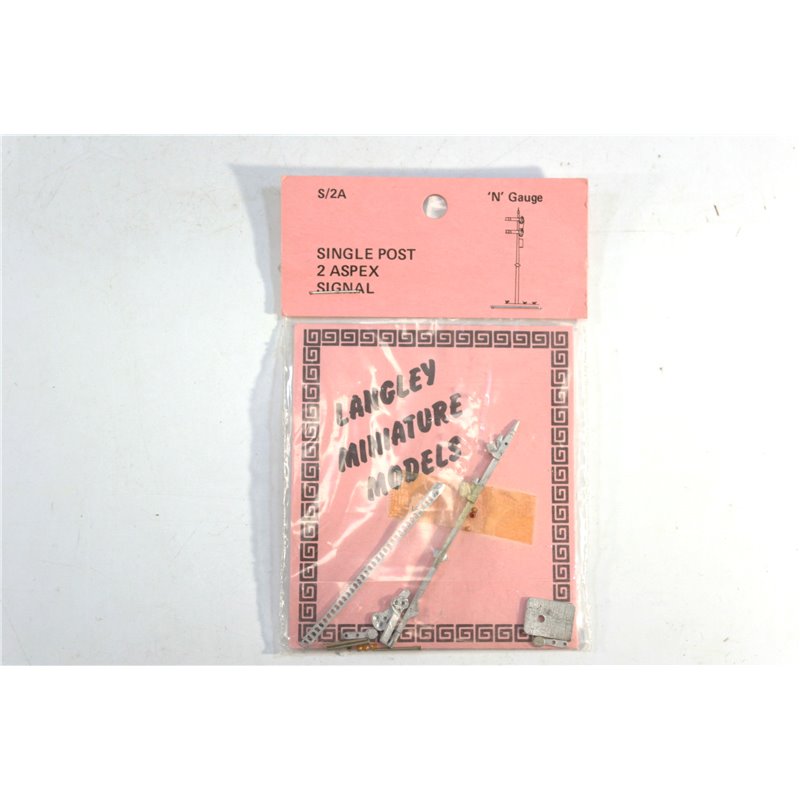 S/2A
'N' Gauge
SINGLE POST
2 ASPEX
SIGNAL
LANGLEY
MINIATURE
MODELS